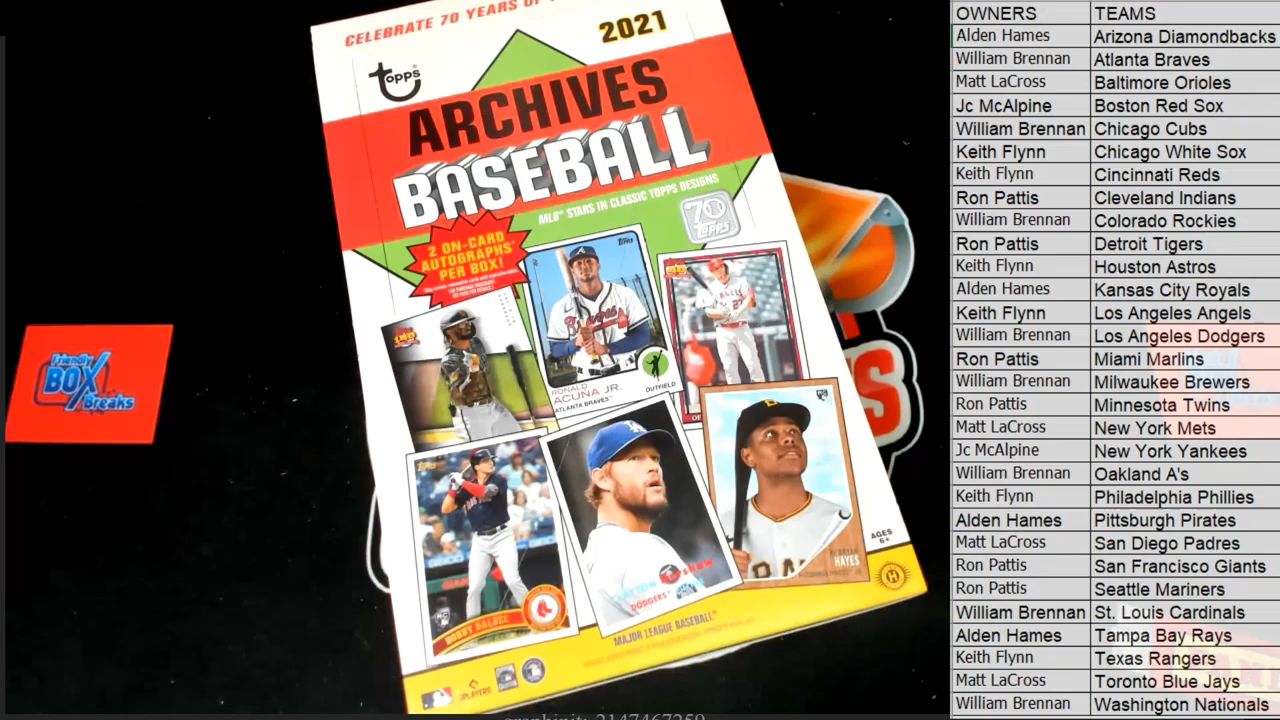 CELEBRATE 70 YEARS OF
2021
topps
ARCHIVES
BASEBALL
MLB® STARS IN CLASSIC TOPPS DESIGNS
70
TOPPS
2 ON-CARD
AUTOGRAPHS
PER BOX!
Topps
ANGELS
Braves
RONALD
ACUNA JR.
ATLANTA BRAVES
OUTFIELD
BOBBY DALBEC
DODGERS
HAYES
AGES
6+
MAJOR LEAGUE BASEBALL
PLAYERS
Friendly
BOX
Breaks
OWNERS TEAMS
Alden Hames Arizona Diamondbacks
William Brennan Atlanta Braves
Matt LaCross Baltimore Orioles
Jc McAlpine Boston Red Sox
William Brennan Chicago Cubs
Keith Flynn Chicago White Sox
Keith Flynn Cincinnati Reds
Ron Pattis Cleveland Indians
William Brennan Colorado Rockies
Ron Pattis Detroit Tigers
Keith Flynn Houston Astros
Alden Hames Kansas City Royals
Keith Flynn Los Angeles Angels
William Brennan Los Angeles Dodgers
Ron Pattis Miami Marlins
William Brennan Milwaukee Brewers
Ron Pattis Minnesota Twins
Matt LaCross New York Mets
Jc McAlpine New York Yankees
William Brennan Oakland A's
Keith Flynn Philadelphia Phillies
Alden Hames Pittsburgh Pirates
Matt LaCross San Diego Padres
Ron Pattis San Francisco Giants
Ron Pattis Seattle Mariners
William Brennan St. Louis Cardinals
Alden Hames Tampa Bay Rays
Keith Flynn Texas Rangers
Matt LaCross Toronto Blue Jays
William Brennan Washington Nationals